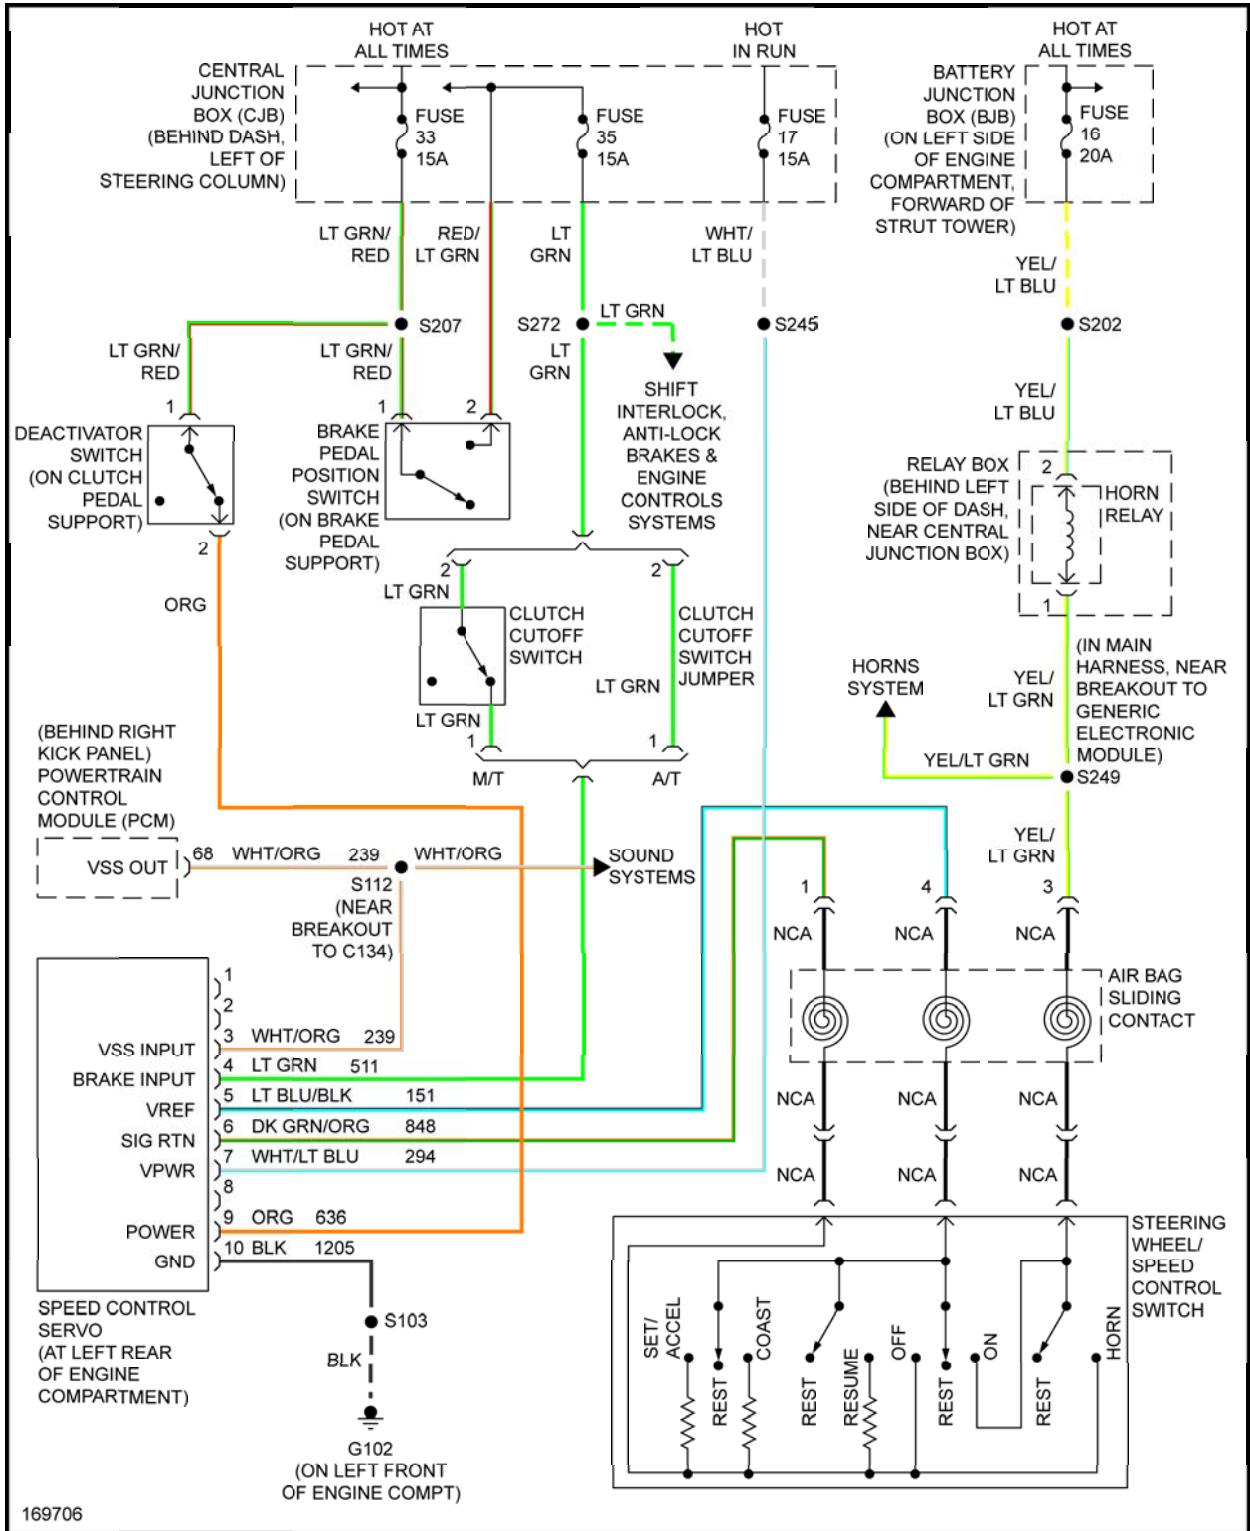 HOT AT
ALL TIMES
HOT
IN RUN
HOT AT
ALL TIMES
CENTRAL
JUNCTION
BOX (CJB)
(BEHIND DASH,
LEFT OF
STEERING COLUMN)
FUSE
33
15A
FUSE
35
15A
FUSE
17
15A
BATTERY
JUNCTION
BOX (BJB)
(ON LEFT SIDE
OF ENGINE
COMPARTMENT,
FORWARD OF
STRUT TOWER)
FUSE
16
20A
LT GRN/
RED
RED/
LT GRN
LT
GRN
WHT/
LT BLU
YEL/
LT BLU
S207
S272
LT GRN
S245
S202
LT GRN/
RED
LT GRN/
RED
LT
GRN
SHIFT
INTERLOCK,
ANTI-LOCK
BRAKES &
ENGINE
CONTROLS
SYSTEMS
YEL/
LT BLU
1
1
2
DEACTIVATOR
SWITCH
(ON CLUTCH
PEDAL
SUPPORT)
2
BRAKE
PEDAL
POSITION
SWITCH
(ON BRAKE
PEDAL
SUPPORT)
RELAY BOX
(BEHIND LEFT
SIDE OF DASH,
NEAR CENTRAL
JUNCTION BOX)
2
HORN
RELAY
1
ORG
2
LT GRN
2
CLUTCH
CUTOFF
SWITCH
CLUTCH
CUTOFF
SWITCH
JUMPER
LT GRN
LT GRN
1
1
M/T
A/T
HORNS
SYSTEM
YEL/
LT GRN
(IN MAIN
HARNESS, NEAR
BREAKOUT TO
GENERIC
ELECTRONIC
MODULE)
YEL/LT GRN
S249
YEL/
LT GRN
(BEHIND RIGHT
KICK PANEL)
POWERTRAIN
CONTROL
MODULE (PCM)
VSS OUT
68
WHT/ORG
239
WHT/ORG
SOUND
SYSTEMS
S112
(NEAR
BREAKOUT
TO C134)
1
4
3
NCA
NCA
NCA
AIR BAG
SLIDING
CONTACT
1
2
VSS INPUT
3
WHT/ORG
239
BRAKE INPUT
4
LT GRN
511
VREF
5
LT BLU/BLK
151
SIG RTN
6
DK GRN/ORG
848
VPWR
7
WHT/LT BLU
294
8
POWER
9
ORG
636
GND
10
BLK
1205
NCA
NCA
NCA
NCA
NCA
NCA
SPEED CONTROL
SERVO
(AT LEFT REAR
OF ENGINE
COMPARTMENT)
S103
BLK
G102
(ON LEFT FRONT
OF ENGINE COMPT)
STEERING
WHEEL/
SPEED
CONTROL
SWITCH
SET/
ACCEL
REST
COAST
REST
RESUME
OFF
REST
ON
REST
HORN
169706